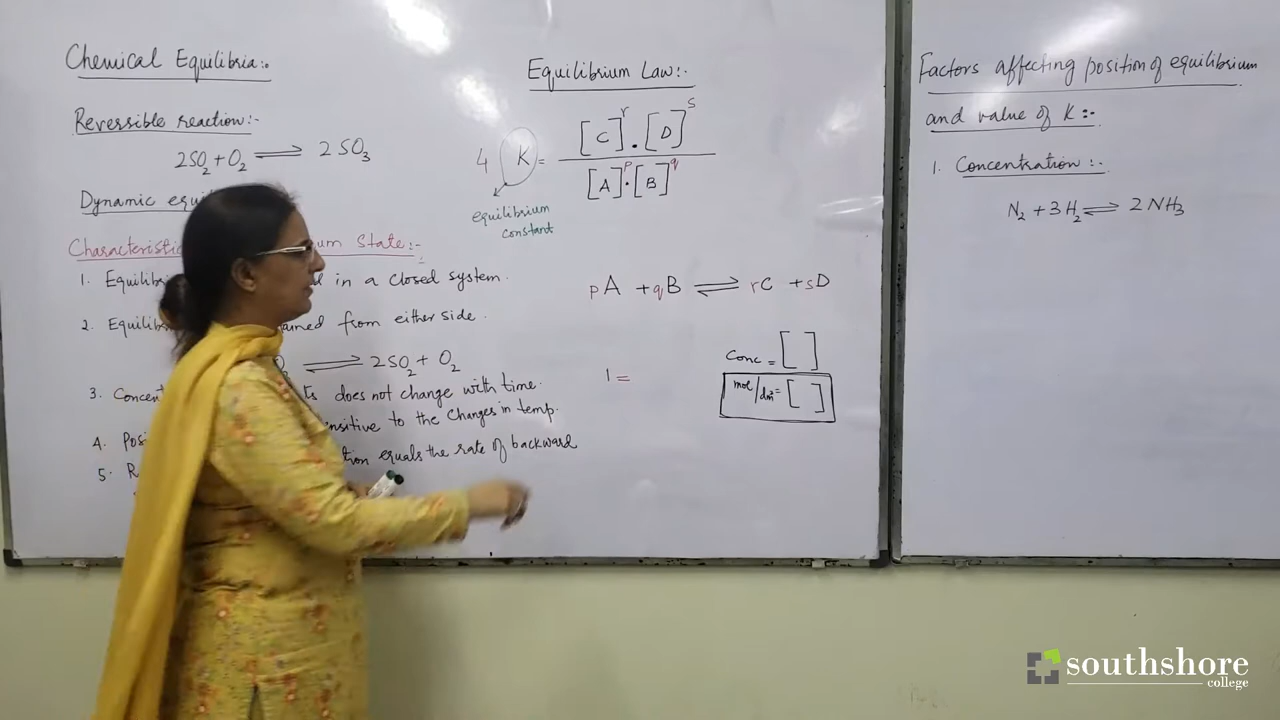 Chemical Equilibria:-
Reversible reaction:-
2SO₂ + O₂ ⇌ 2SO₃
Dynamic equi
Characteristic um State:-
1. Equilib d in a closed system.
2. Equilib ained from either side.
O₃ ⇌ 2SO₂ + O₂
3. Concent ts does not change with time.
4. Posi nsitive to the changes in temp.
5. R tion equals the rate of backward
Equilibrium Law:-
4 K = [C]^r . [D]^s
[A]^p . [B]^q
equilibrium
constant
pA + qB ⇌ rC + sD
Conc = [ ]
1 =
mol/dm³ = [ ]
Factors affecting position of equilibrium
and value of K:-
1. Concentration:-
N₂ + 3H₂ ⇌ 2NH₃
southshore
college